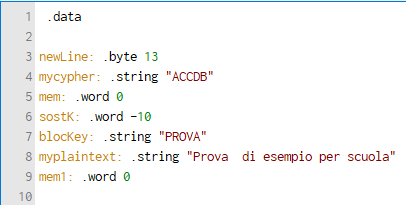 1 .data
2
3 newLine: .byte 13
4 mycypher: .string "ACCDB"
5 mem: .word 0
6 sostK: .word -10
7 blocKey: .string "PROVA"
8 myplaintext: .string "Prova  di esempio per scuola"
9 mem1: .word 0
10